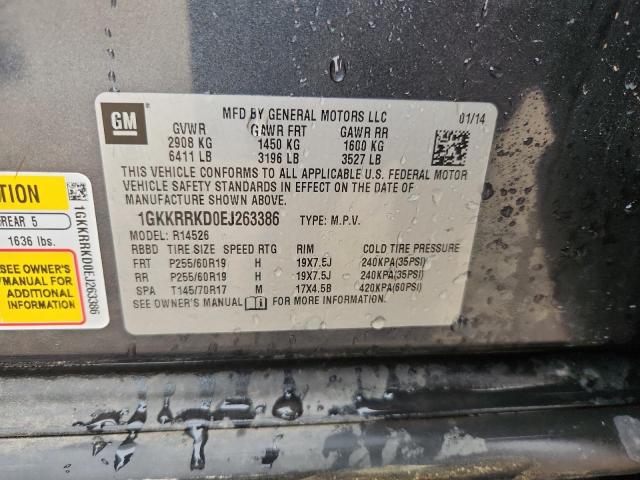 GM
MFD BY GENERAL MOTORS LLC 01/14
GVWR GAWR FRT GAWR RR
2908 KG 1450 KG 1600 KG
6411 LB 3196 LB 3527 LB
THIS VEHICLE CONFORMS TO ALL APPLICABLE U.S. FEDERAL MOTOR
VEHICLE SAFETY STANDARDS IN EFFECT ON THE DATE OF
MANUFACTURE SHOWN ABOVE.
1GKKRRKD0EJ263386 TYPE: M.P.V.
MODEL: R14526
RBBD TIRE SIZE SPEED RTG RIM COLD TIRE PRESSURE
FRT P255/60R19 H 19X7.5J 240KPA(35PSI)
RR P255/60R19 H 19X7.5J 240KPA(35PSI)
SPA T145/70R17 M 17X4.5B 420KPA(60PSI)
SEE OWNER'S MANUAL FOR MORE INFORMATION
TION
REAR 5
1636 lbs.
SEE OWNER'S
MANUAL FOR
ADDITIONAL
INFORMATION
1GKKRRKD0EJ263386